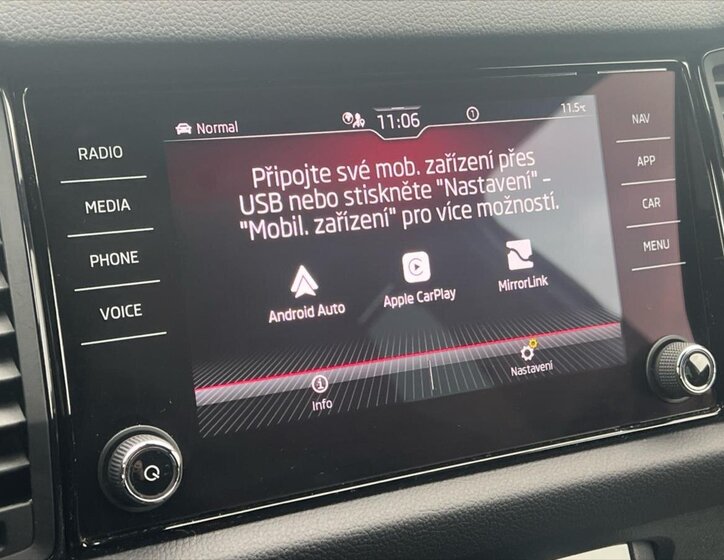 Normal
11:06
1
11.5°C
RADIO
MEDIA
PHONE
VOICE
Připojte své mob. zařízení přes
USB nebo stiskněte "Nastavení" –
"Mobil. zařízení" pro více možností.
Android Auto
Apple CarPlay
MirrorLink
Info
Nastavení
NAV
APP
CAR
MENU